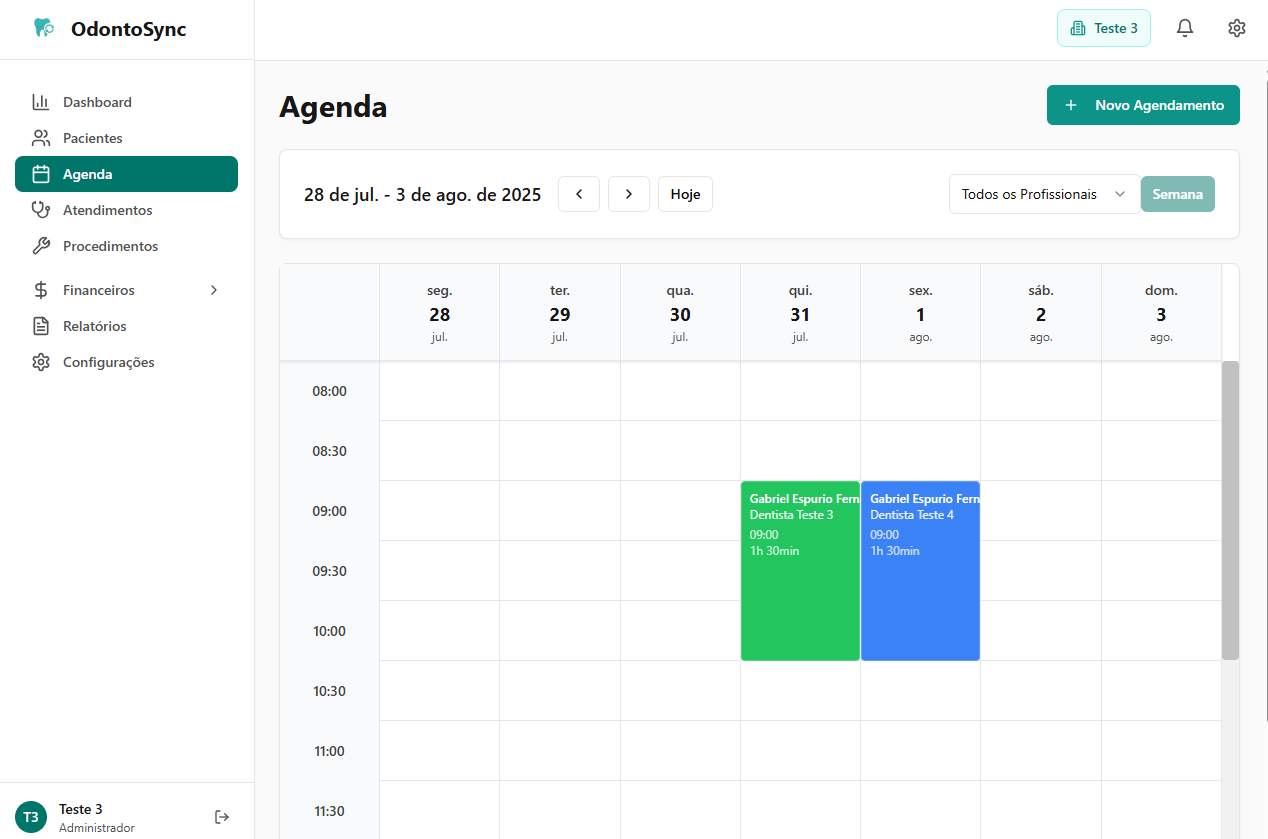 OdontoSync
Teste 3
Dashboard
Pacientes
Agenda
Atendimentos
Procedimentos
Financeiros
Relatórios
Configurações
T3
Teste 3
Administrador
Agenda
+ Novo Agendamento
28 de jul. - 3 de ago. de 2025
Hoje
Todos os Profissionais
Semana
seg. ter. qua. qui. sex. sáb. dom.
28 29 30 31 1 2 3
jul. jul. jul. jul. ago. ago. ago.
08:00
08:30
09:00
Gabriel Espurio Fern
Dentista Teste 3
09:00
1h 30min
Gabriel Espurio Fern
Dentista Teste 4
09:00
1h 30min
09:30
10:00
10:30
11:00
11:30